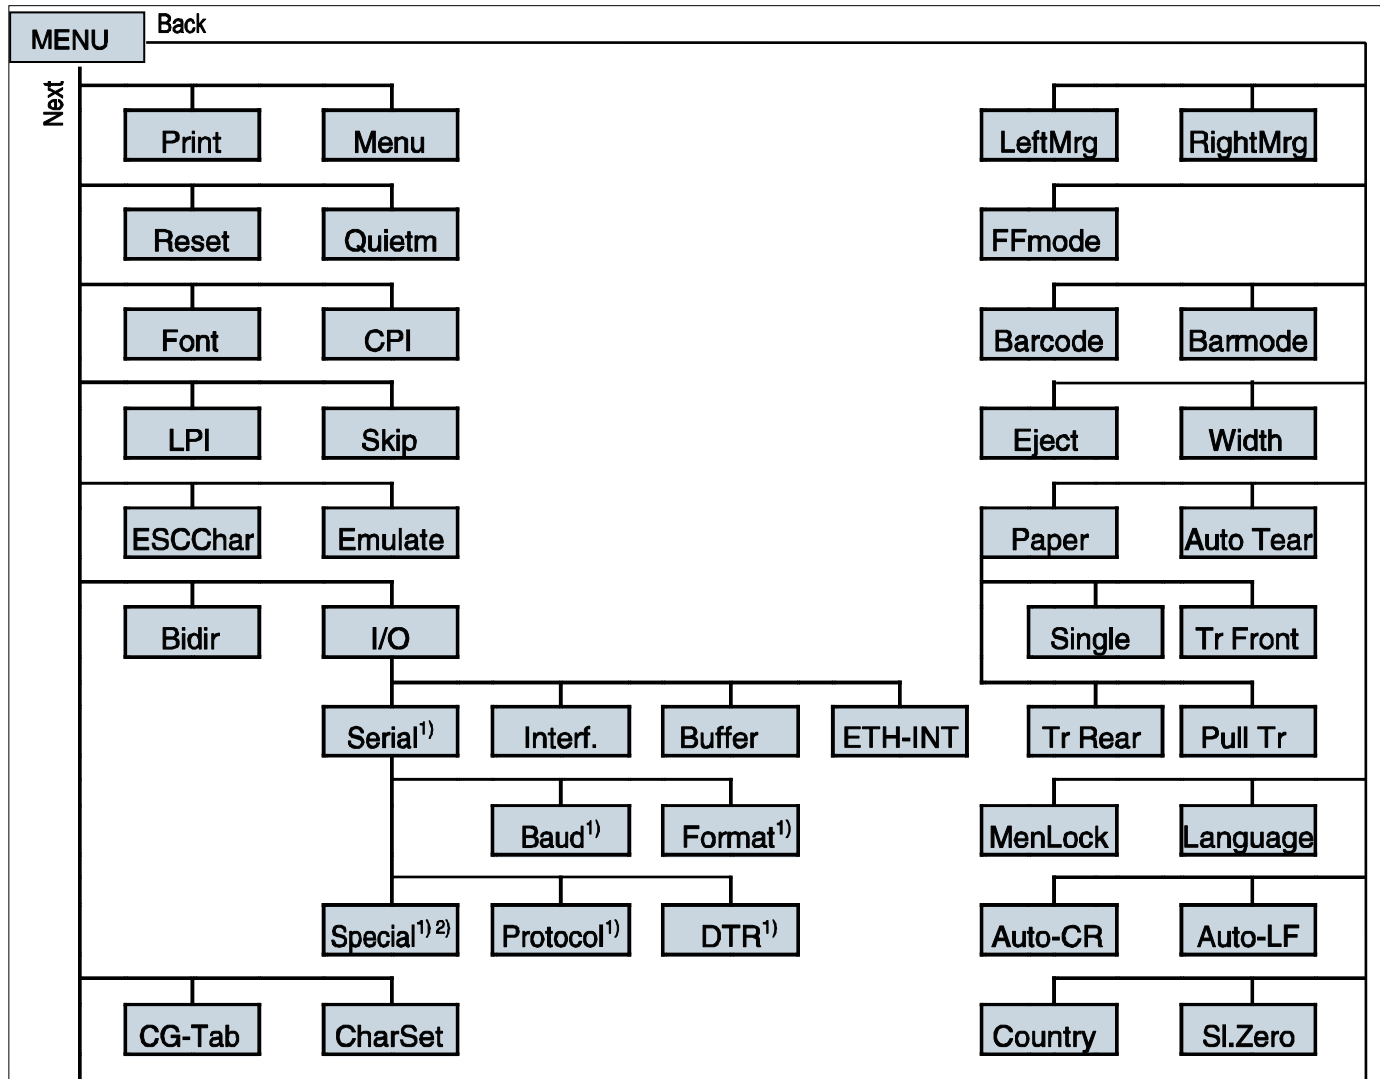 MENU
Back
Next
Print Menu LeftMrg RightMrg
Reset Quietm FFmode
Font CPI Barcode Barmode
LPI Skip Eject Width
ESCChar Emulate Paper Auto Tear
Bidir I/O Single Tr Front
Serial1) Interf. Buffer ETH-INT Tr Rear Pull Tr
Baud1) Format1) MenLock Language
Special1) 2) Protocol1) DTR1) Auto-CR Auto-LF
CG-Tab CharSet Country Sl.Zero